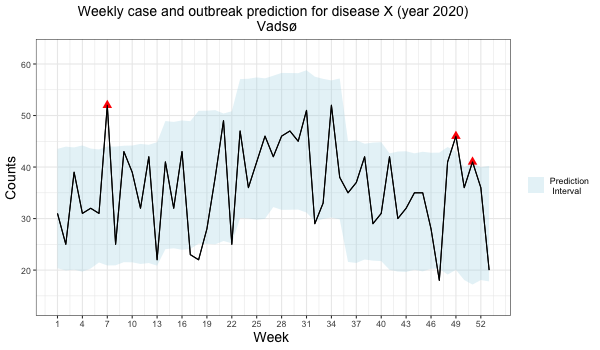 Weekly case and outbreak prediction for disease X (year 2020)
Vadsø
Counts
60
50
40
30
20
1 4 7 10 13 16 19 22 25 28 31 34 37 40 43 46 49 52
Week
Prediction
Interval